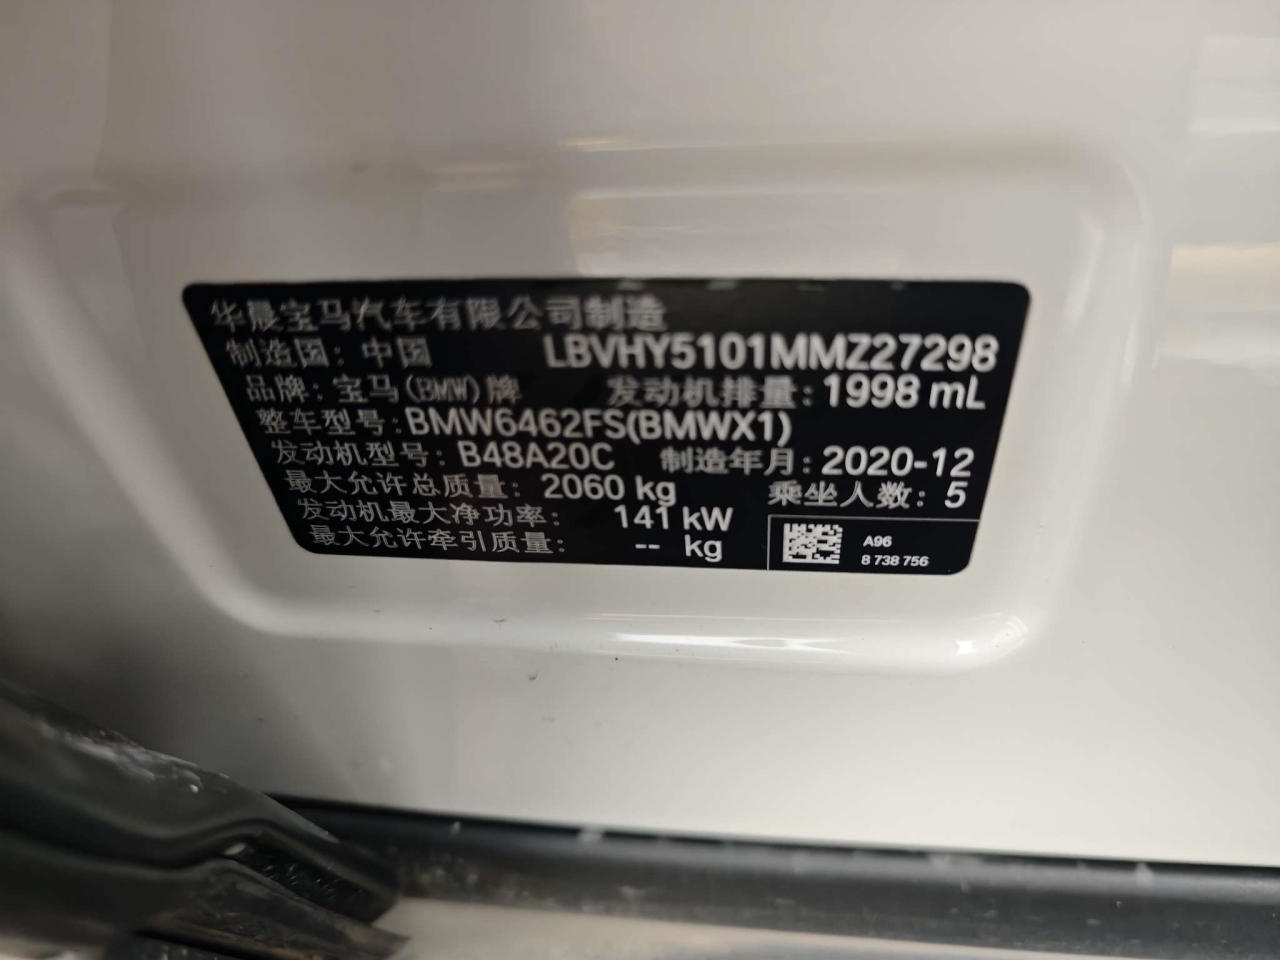 华晨宝马汽车有限公司制造
制造国：中国 LBVHY5101MMZ27298
品牌：宝马(BMW)牌 发动机排量：1998 mL
整车型号：BMW6462FS(BMWX1)
发动机型号：B48A20C 制造年月：2020-12
最大允许总质量：2060 kg 乘坐人数：5
发动机最大净功率：141 kW
最大允许牵引质量：-- kg
A96
8 738 756